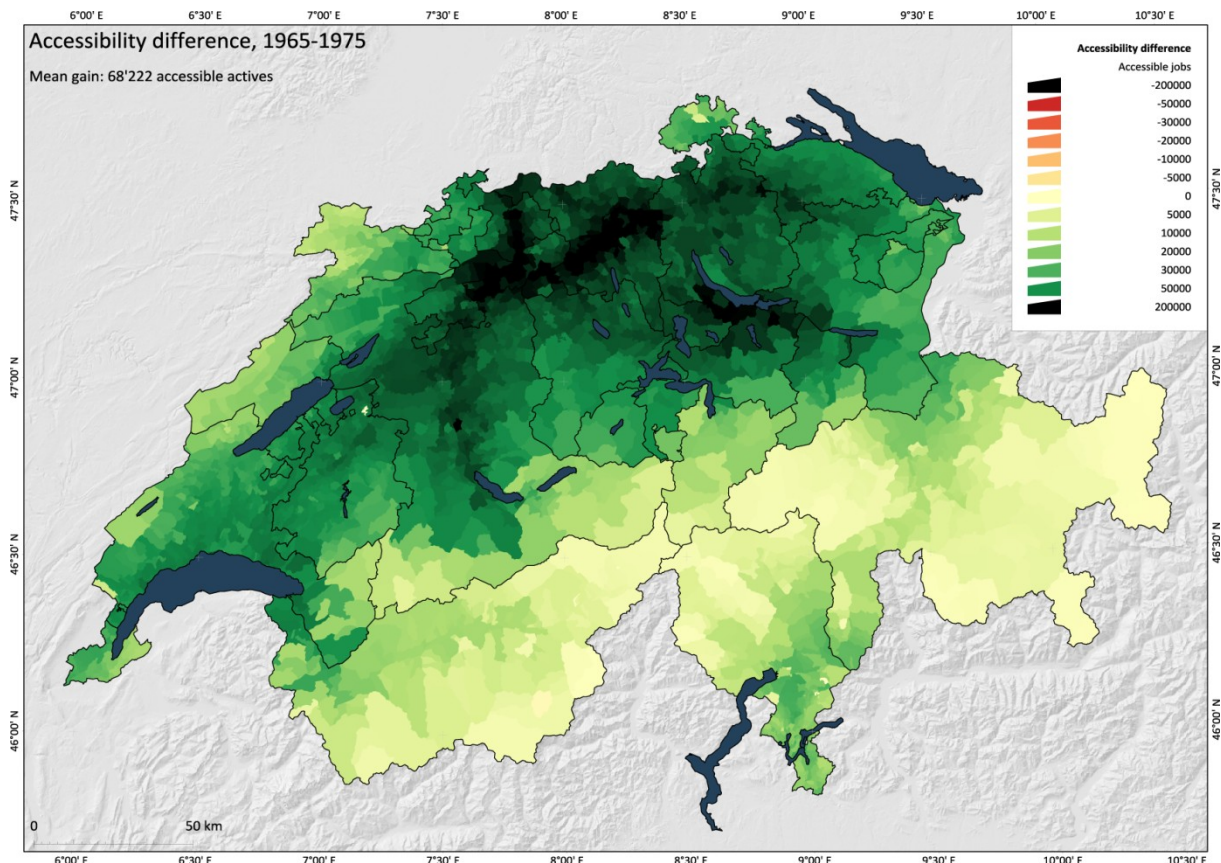 6°00' E 6°30' E 7°00' E 7°30' E 8°00' E 8°30' E 9°00' E 9°30' E 10°00' E 10°30' E
Accessibility difference, 1965-1975
Mean gain: 68'222 accessible actives
Accessibility difference
Accessible jobs
-200000
-50000
-30000
-20000
-10000
-5000
0
5000
10000
20000
30000
50000
200000
47°30' N 47°30' N
47°00' N 47°00' N
46°30' N 46°30' N
46°00' N 46°00' N
0 50 km
6°00' E 6°30' E 7°00' E 7°30' E 8°00' E 8°30' E 9°00' E 9°30' E 10°00' E 10°30' E